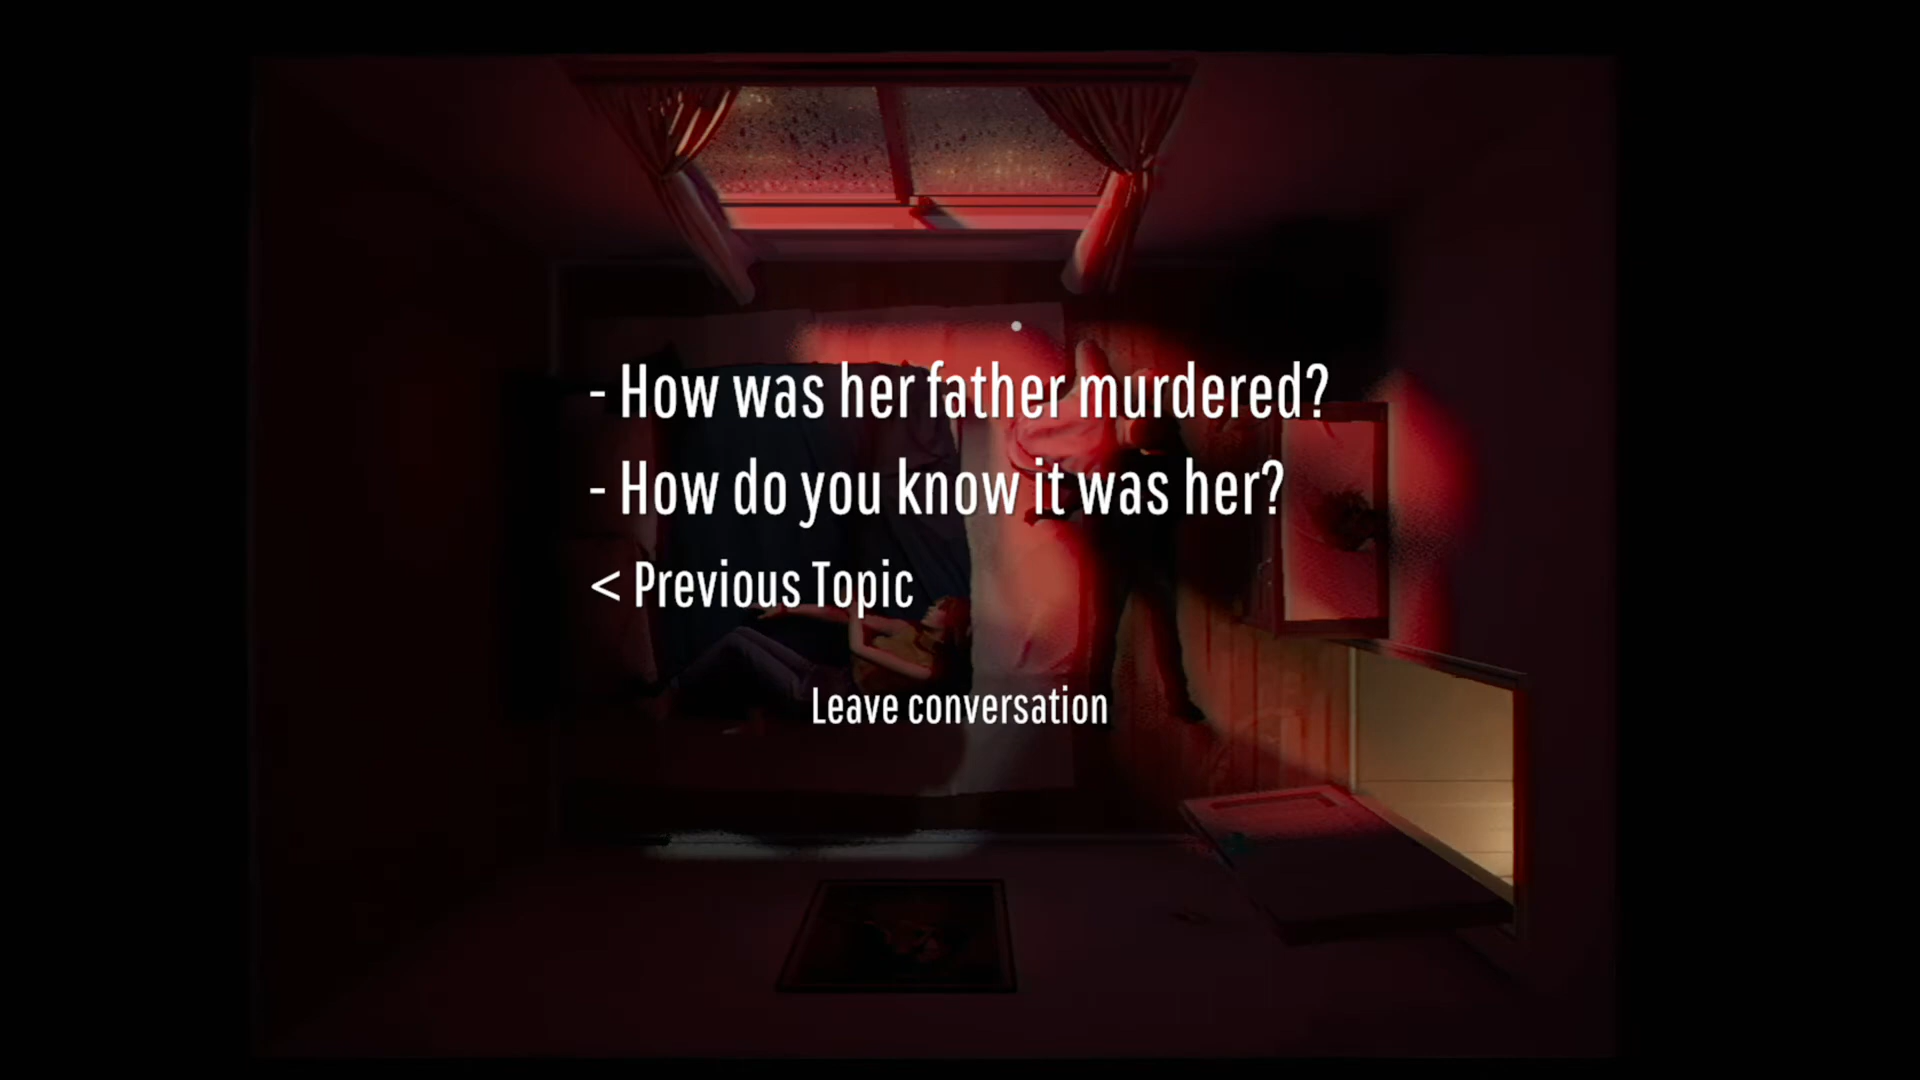 - How was her father murdered?
- How do you know it was her?
< Previous Topic
Leave conversation